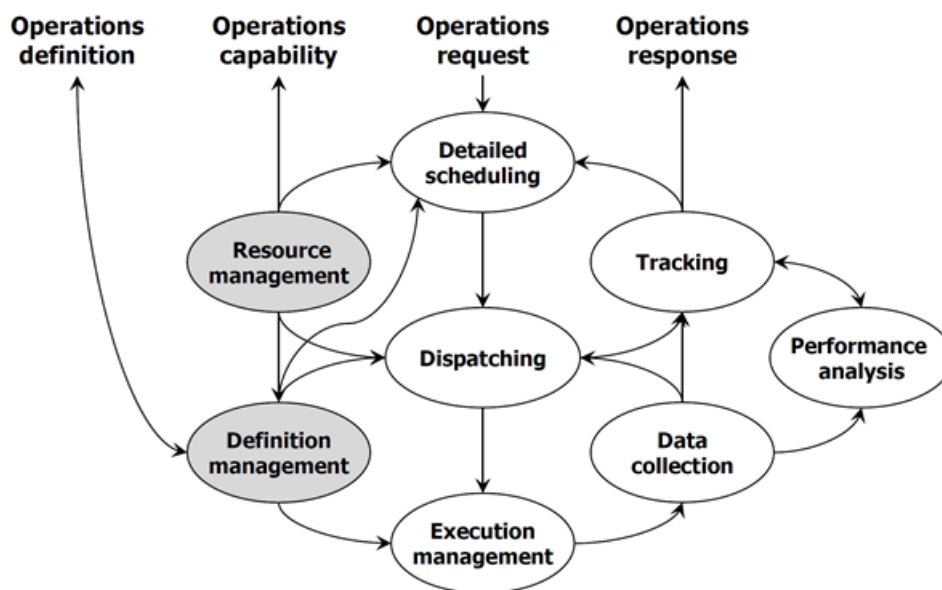 Operations
definition
Operations
capability
Operations
request
Operations
response
Detailed
scheduling
Resource
management
Tracking
Dispatching
Performance
analysis
Definition
management
Data
collection
Execution
management